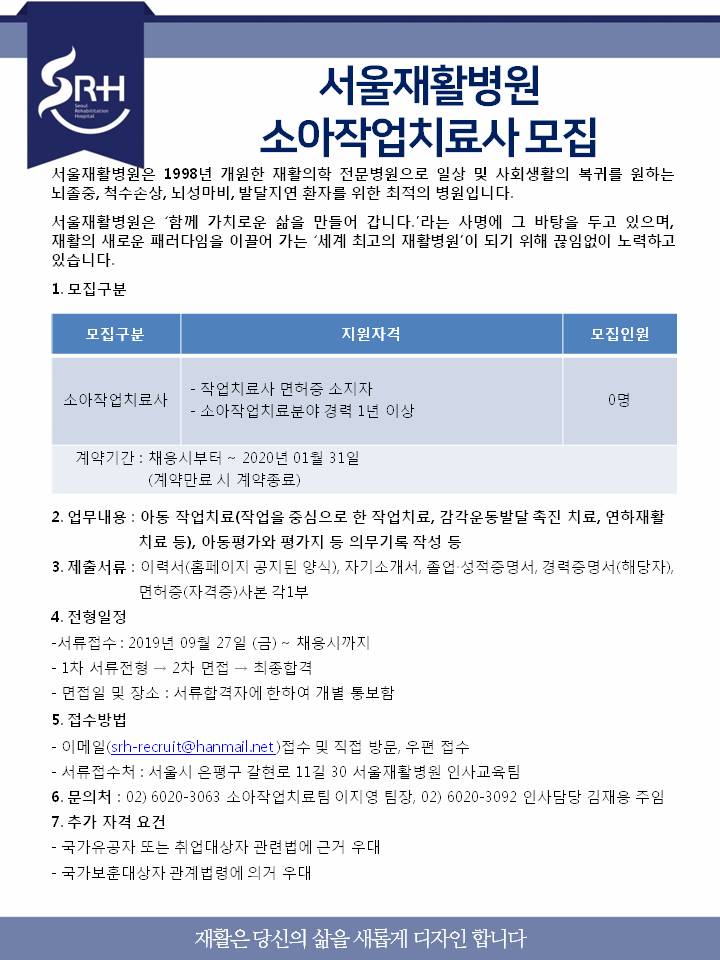 SRH
Seoul
Rehabilitation
Hospital
서울재활병원
소아작업치료사 모집
서울재활병원은 1998년 개원한 재활의학 전문병원으로 일상 및 사회생활의 복귀를 원하는
뇌졸중, 척수손상, 뇌성마비, 발달지연 환자를 위한 최적의 병원입니다.
서울재활병원은 ‘함께 가치로운 삶을 만들어 갑니다.’라는 사명에 그 바탕을 두고 있으며,
재활의 새로운 패러다임을 이끌어 가는 ‘세계 최고의 재활병원’이 되기 위해 끊임없이 노력하고
있습니다.
1. 모집구분
모집구분 지원자격 모집인원
소아작업치료사
- 작업치료사 면허증 소지자
- 소아작업치료분야 경력 1년 이상
0명
계약기간 : 채용시부터 ~ 2020년 01월 31일
(계약만료 시 계약종료)
2. 업무내용 : 아동 작업치료(작업을 중심으로 한 작업치료, 감각운동발달 촉진 치료, 연하재활
치료 등), 아동평가와 평가지 등 의무기록 작성 등
3. 제출서류 : 이력서(홈페이지 공지된 양식), 자기소개서, 졸업·성적증명서, 경력증명서(해당자),
면허증(자격증)사본 각1부
4. 전형일정
-서류접수 : 2019년 09월 27일 (금) ~ 채용시까지
- 1차 서류전형 → 2차 면접 → 최종합격
- 면접일 및 장소 : 서류합격자에 한하여 개별 통보함
5. 접수방법
- 이메일(srh-recruit@hanmail.net )접수 및 직접 방문, 우편 접수
- 서류접수처 : 서울시 은평구 갈현로 11길 30 서울재활병원 인사교육팀
6. 문의처 : 02) 6020-3063 소아작업치료팀 이지영 팀장, 02) 6020-3092 인사담당 김재용 주임
7. 추가 자격 요건
- 국가유공자 또는 취업대상자 관련법에 근거 우대
- 국가보훈대상자 관계법령에 의거 우대
재활은 당신의 삶을 새롭게 디자인 합니다